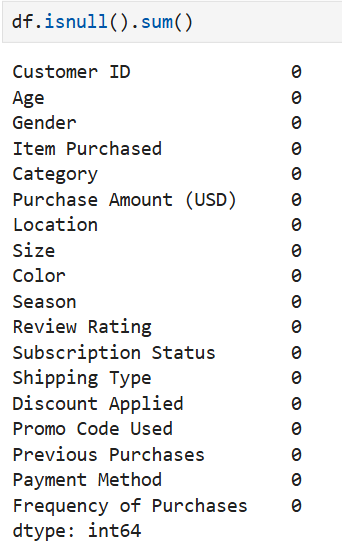 df.isnull().sum()
Customer ID 0
Age 0
Gender 0
Item Purchased 0
Category 0
Purchase Amount (USD) 0
Location 0
Size 0
Color 0
Season 0
Review Rating 0
Subscription Status 0
Shipping Type 0
Discount Applied 0
Promo Code Used 0
Previous Purchases 0
Payment Method 0
Frequency of Purchases 0
dtype: int64